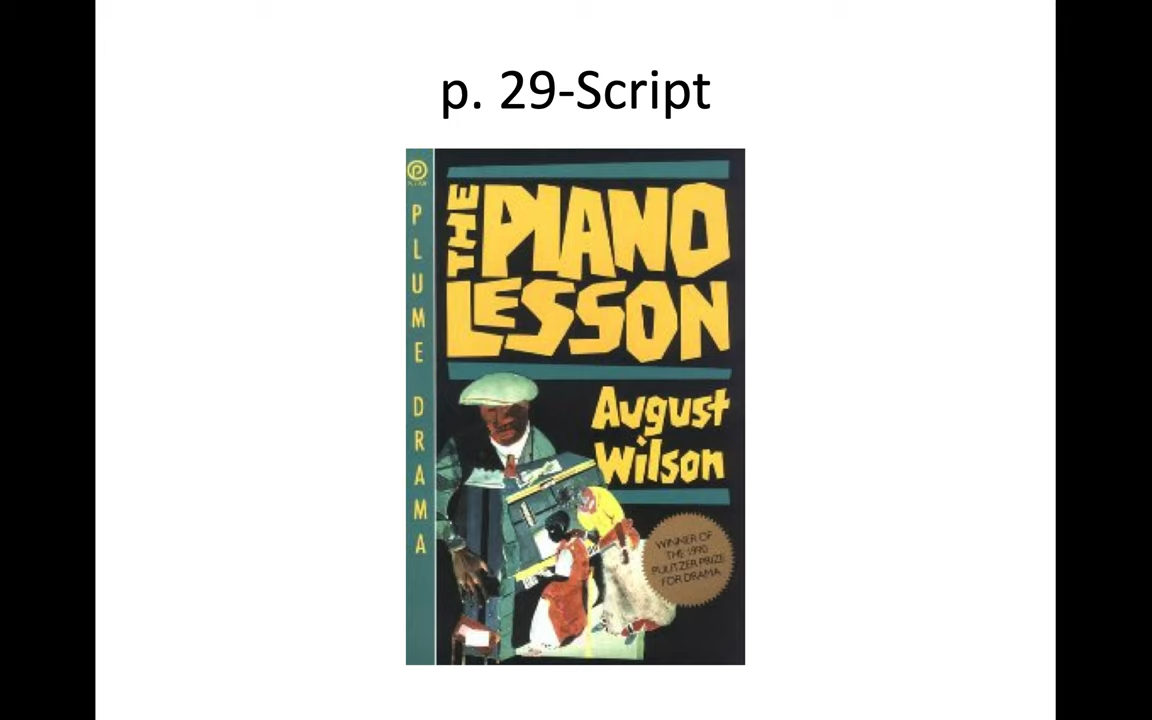 p. 29-Script
PLUME DRAMA
THE PIANO
LESSON
August
Wilson
WINNER OF
THE 1990
PULITZER PRIZE
FOR DRAMA